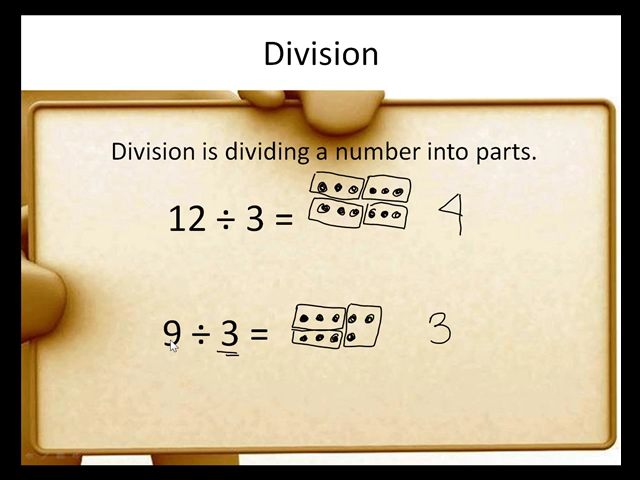 Division
Division is dividing a number into parts.
12 ÷ 3 = 4
9 ÷ 3 = 3